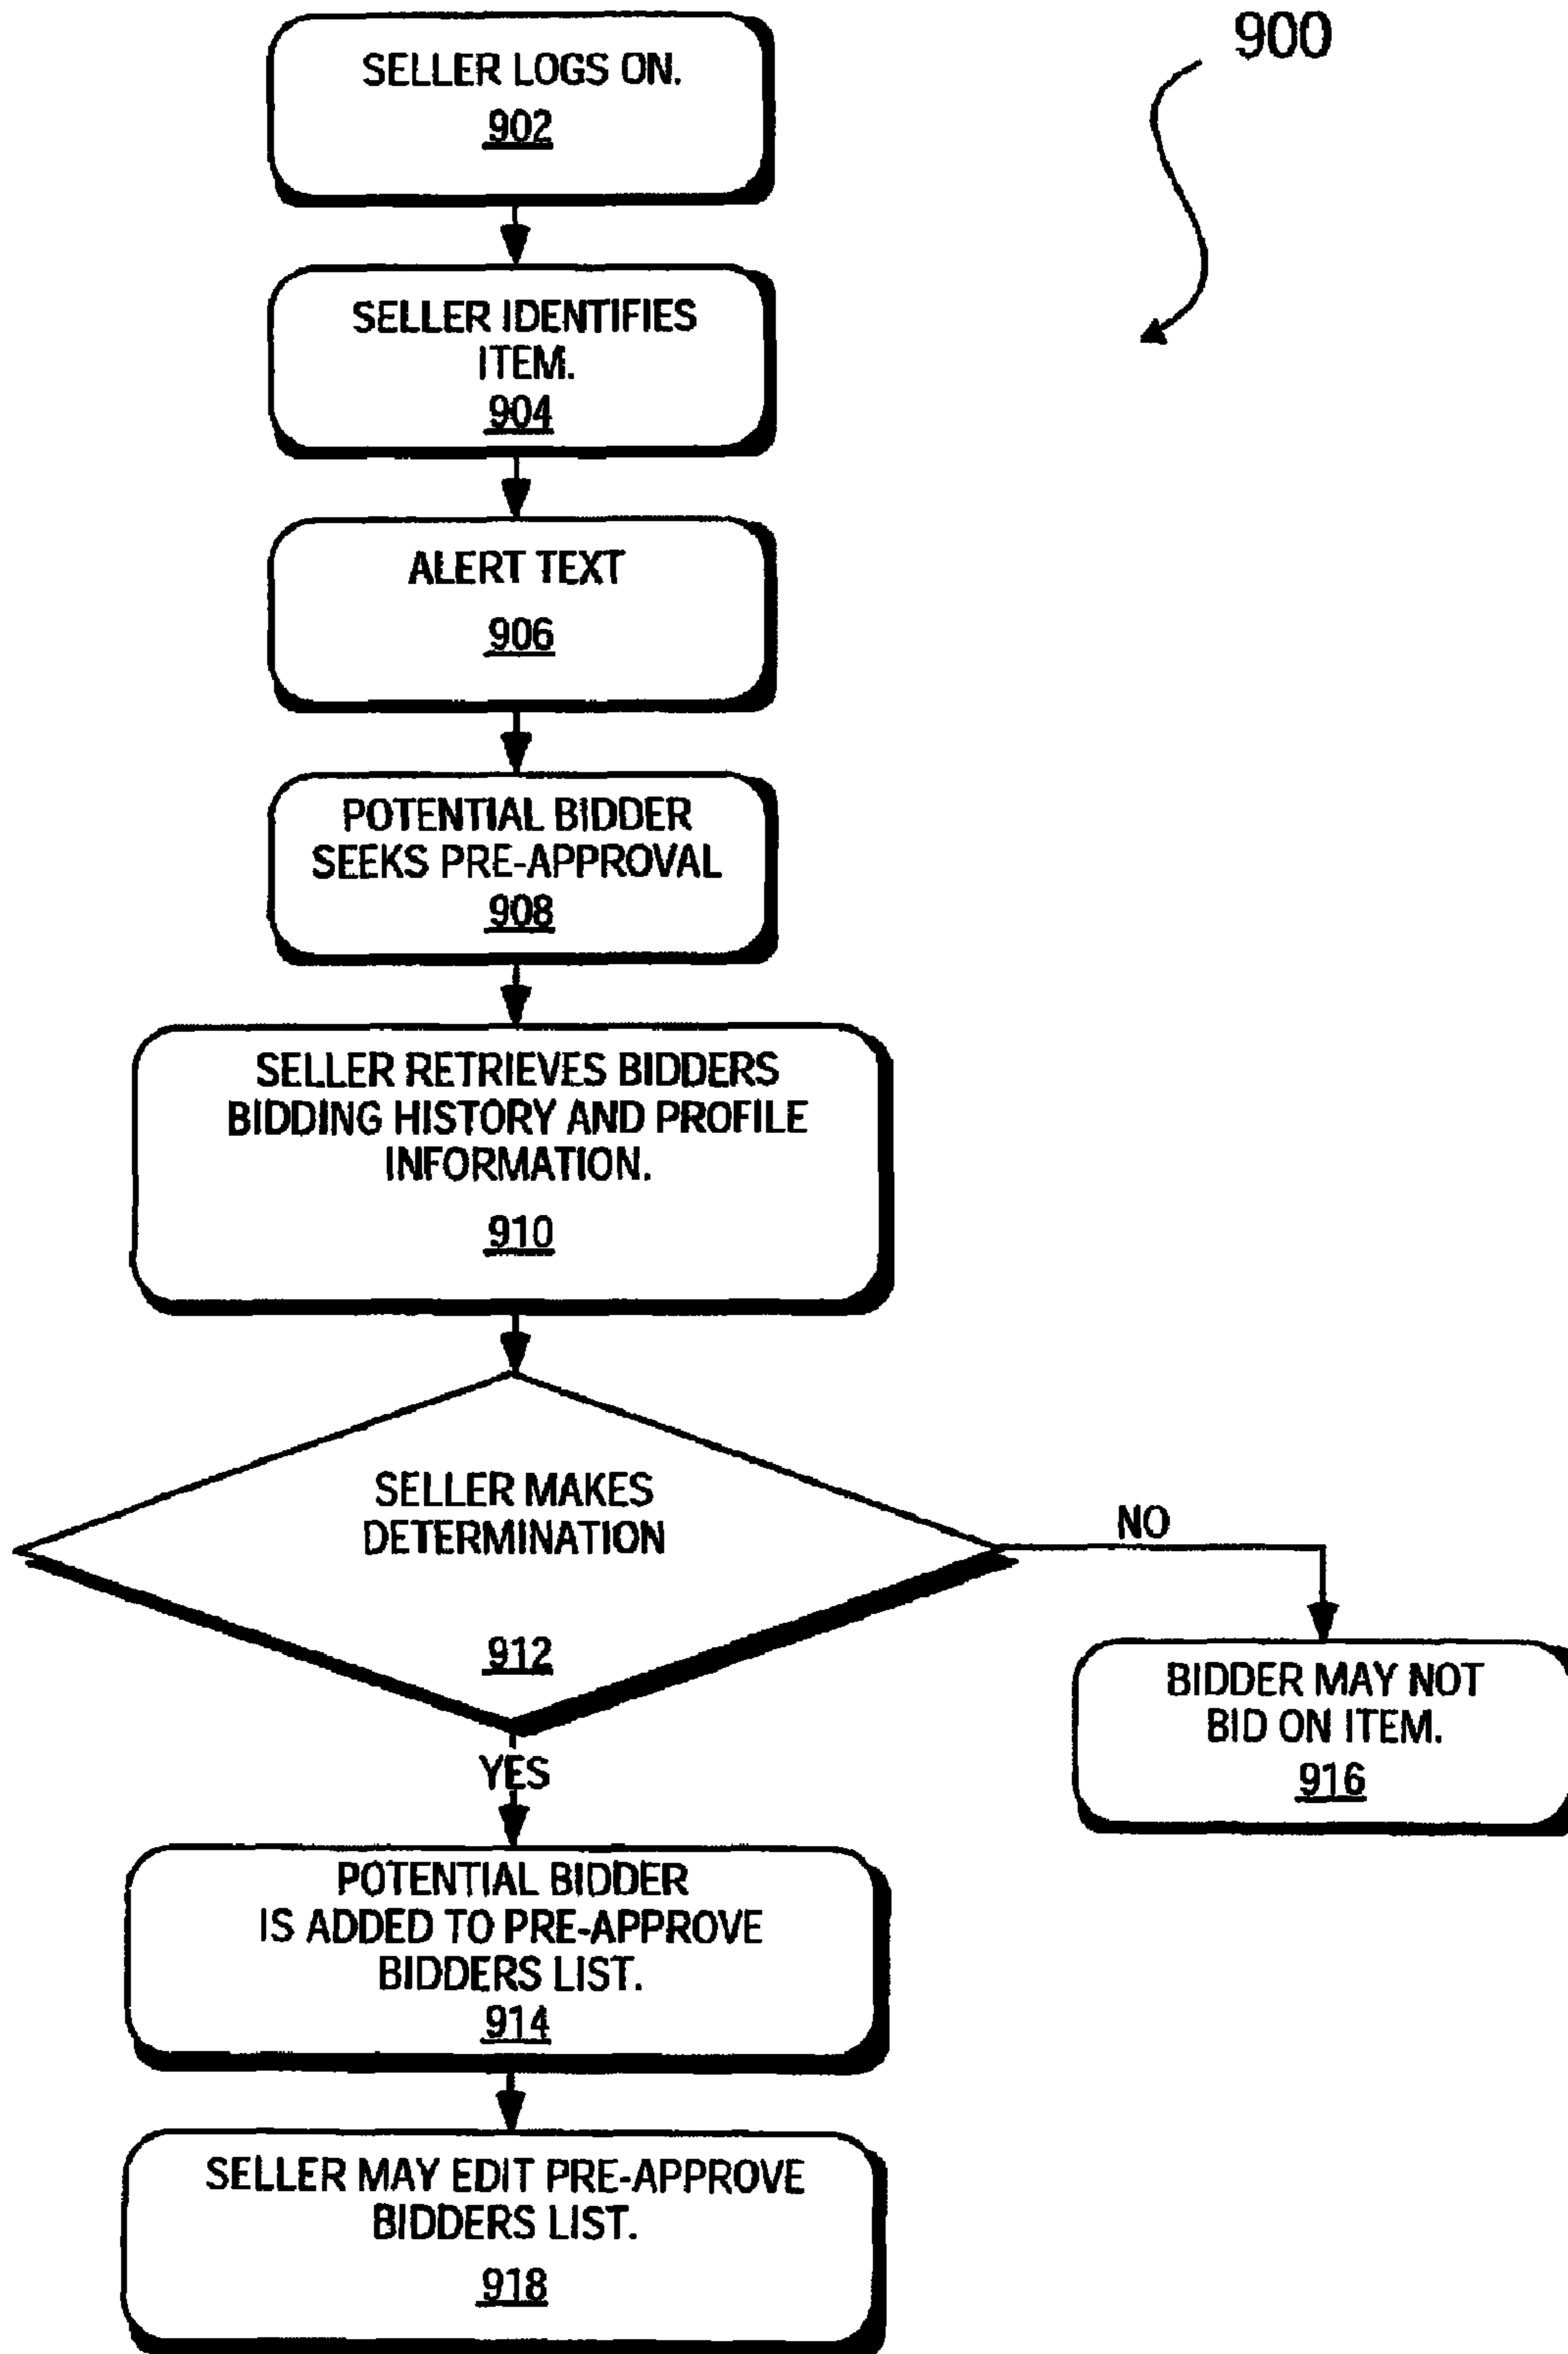 900
SELLER LOGS ON.
902
SELLER IDENTIFIES
ITEM.
904
ALERT TEXT
906
POTENTIAL BIDDER
SEEKS PRE-APPROVAL
908
SELLER RETRIEVES BIDDERS
BIDDING HISTORY AND PROFILE
INFORMATION.
910
SELLER MAKES
DETERMINATION
912
NO
BIDDER MAY NOT
BID ON ITEM.
916
YES
POTENTIAL BIDDER
IS ADDED TO PRE-APPROVE
BIDDERS LIST.
914
SELLER MAY EDIT PRE-APPROVE
BIDDERS LIST.
918